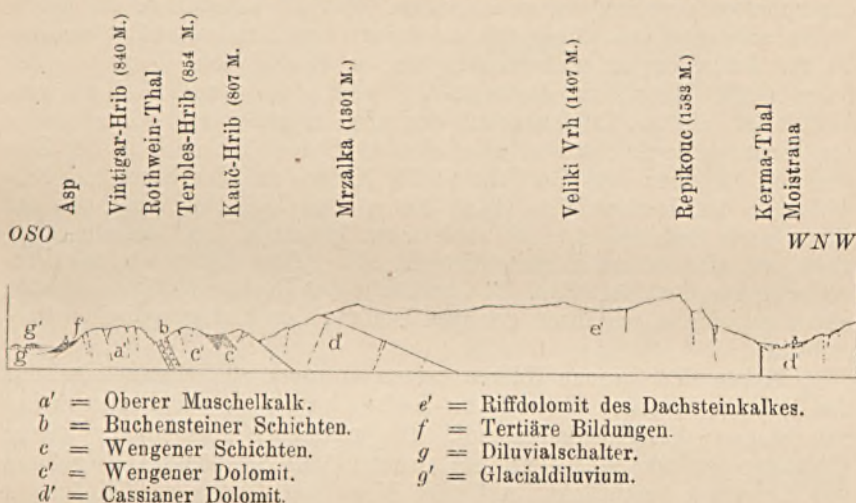 Asp
Vintigar-Hrib (840 M.)
Rothwein-Thal
Terbles-Hrib (854 M.)
Kauč-Hrib (807 M.
Mrzalka (1301 M.)
Veliki Vrh (1407 M.)
Repikouc (1583 M.)
Kerma-Thal
Moistrana
OSO WNW
g' f b e'
g a' c' c d' d'
a' = Oberer Muschelkalk.
b = Buchensteiner Schichten.
c = Wengener Schichten.
c' = Wengener Dolomit.
d' = Cassianer Dolomit.
e' = Riffdolomit des Dachsteinkalkes.
f = Tertiäre Bildungen.
g = Diluvialschalter.
g' = Glacialdiluvium.